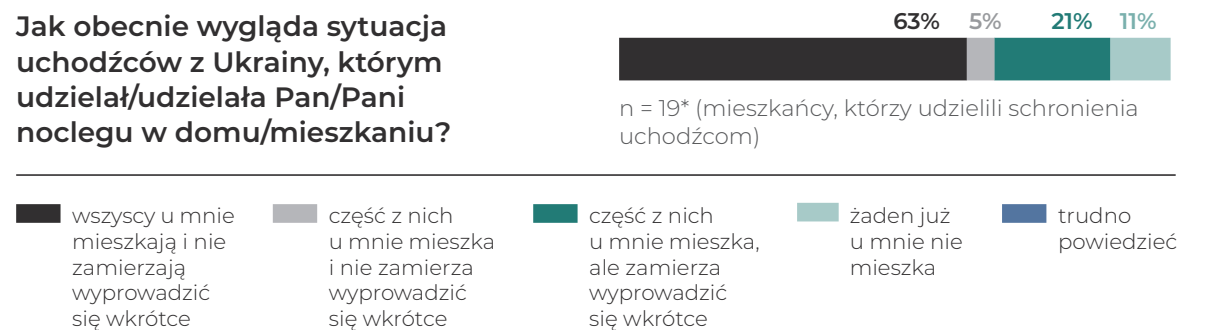 Jak obecnie wygląda sytuacja
uchodźców z Ukrainy, którym
udzielał/udzielała Pan/Pani
noclegu w domu/mieszkaniu?
63% 5% 21% 11%
n = 19* (mieszkańcy, którzy udzielili schronienia
uchodźcom)
wszyscy u mnie
mieszkają i nie
zamierzają
wyprowadzić
się wkrótce
część z nich
u mnie mieszka
i nie zamierza
wyprowadzić
się wkrótce
część z nich
u mnie mieszka,
ale zamierza
wyprowadzić
się wkrótce
żaden już
u mnie nie
mieszka
trudno
powiedzieć